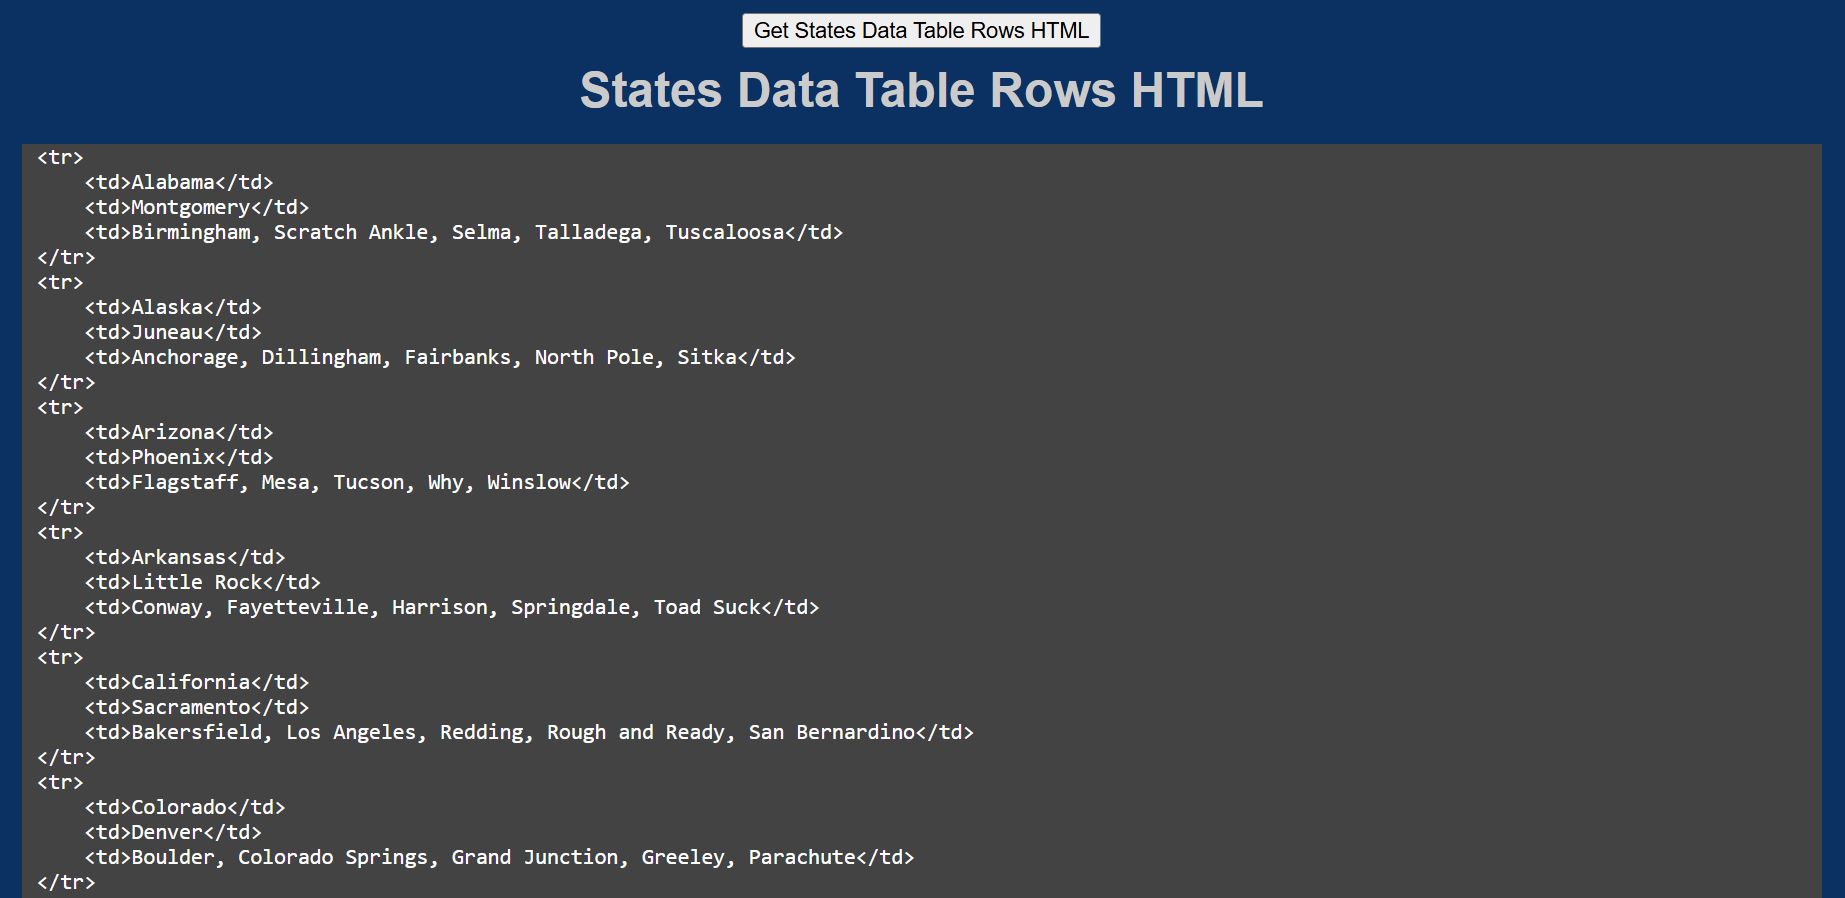 Get States Data Table Rows HTML
States Data Table Rows HTML
<tr>
    <td>Alabama</td>
    <td>Montgomery</td>
    <td>Birmingham, Scratch Ankle, Selma, Talladega, Tuscaloosa</td>
</tr>
<tr>
    <td>Alaska</td>
    <td>Juneau</td>
    <td>Anchorage, Dillingham, Fairbanks, North Pole, Sitka</td>
</tr>
<tr>
    <td>Arizona</td>
    <td>Phoenix</td>
    <td>Flagstaff, Mesa, Tucson, Why, Winslow</td>
</tr>
<tr>
    <td>Arkansas</td>
    <td>Little Rock</td>
    <td>Conway, Fayetteville, Harrison, Springdale, Toad Suck</td>
</tr>
<tr>
    <td>California</td>
    <td>Sacramento</td>
    <td>Bakersfield, Los Angeles, Redding, Rough and Ready, San Bernardino</td>
</tr>
<tr>
    <td>Colorado</td>
    <td>Denver</td>
    <td>Boulder, Colorado Springs, Grand Junction, Greeley, Parachute</td>
</tr>